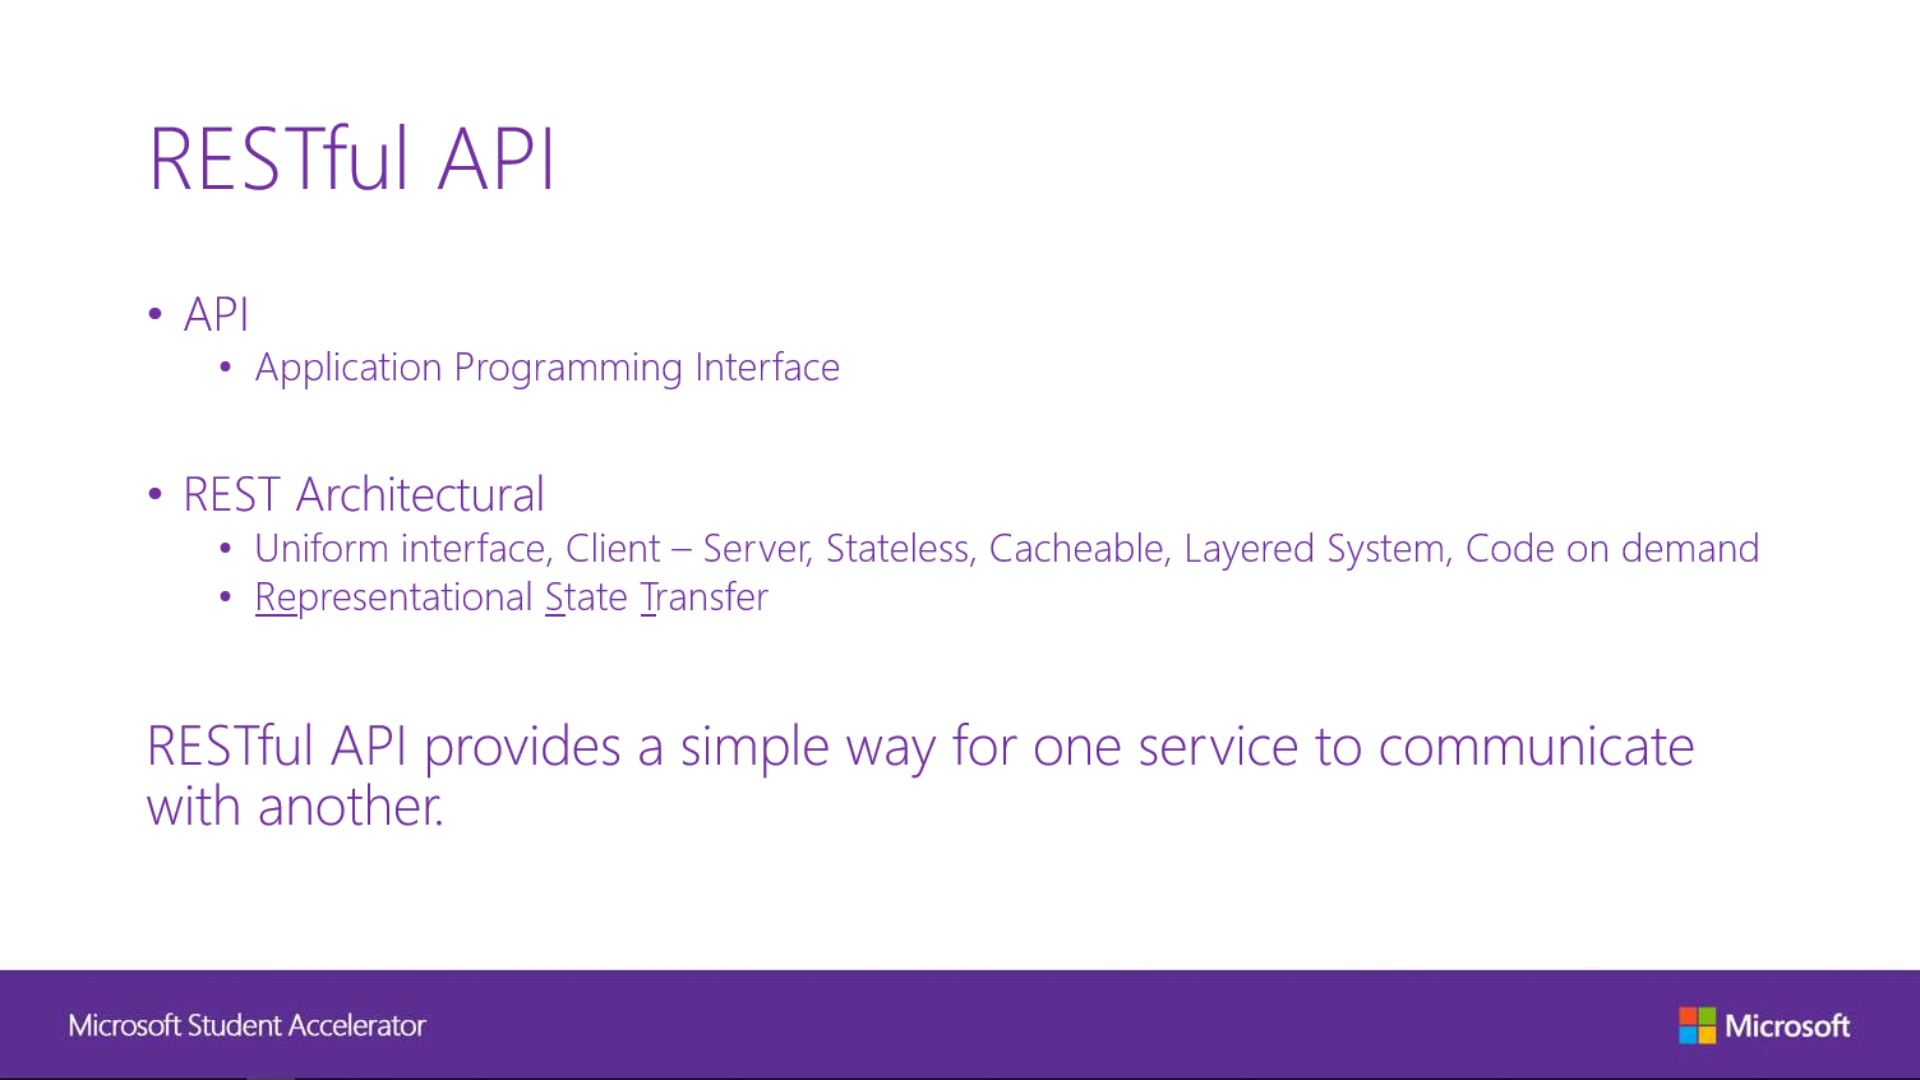 RESTful API
• API
• Application Programming Interface
• REST Architectural
• Uniform interface, Client – Server, Stateless, Cacheable, Layered System, Code on demand
• Representational State Transfer
RESTful API provides a simple way for one service to communicate
with another.
Microsoft Student Accelerator
Microsoft